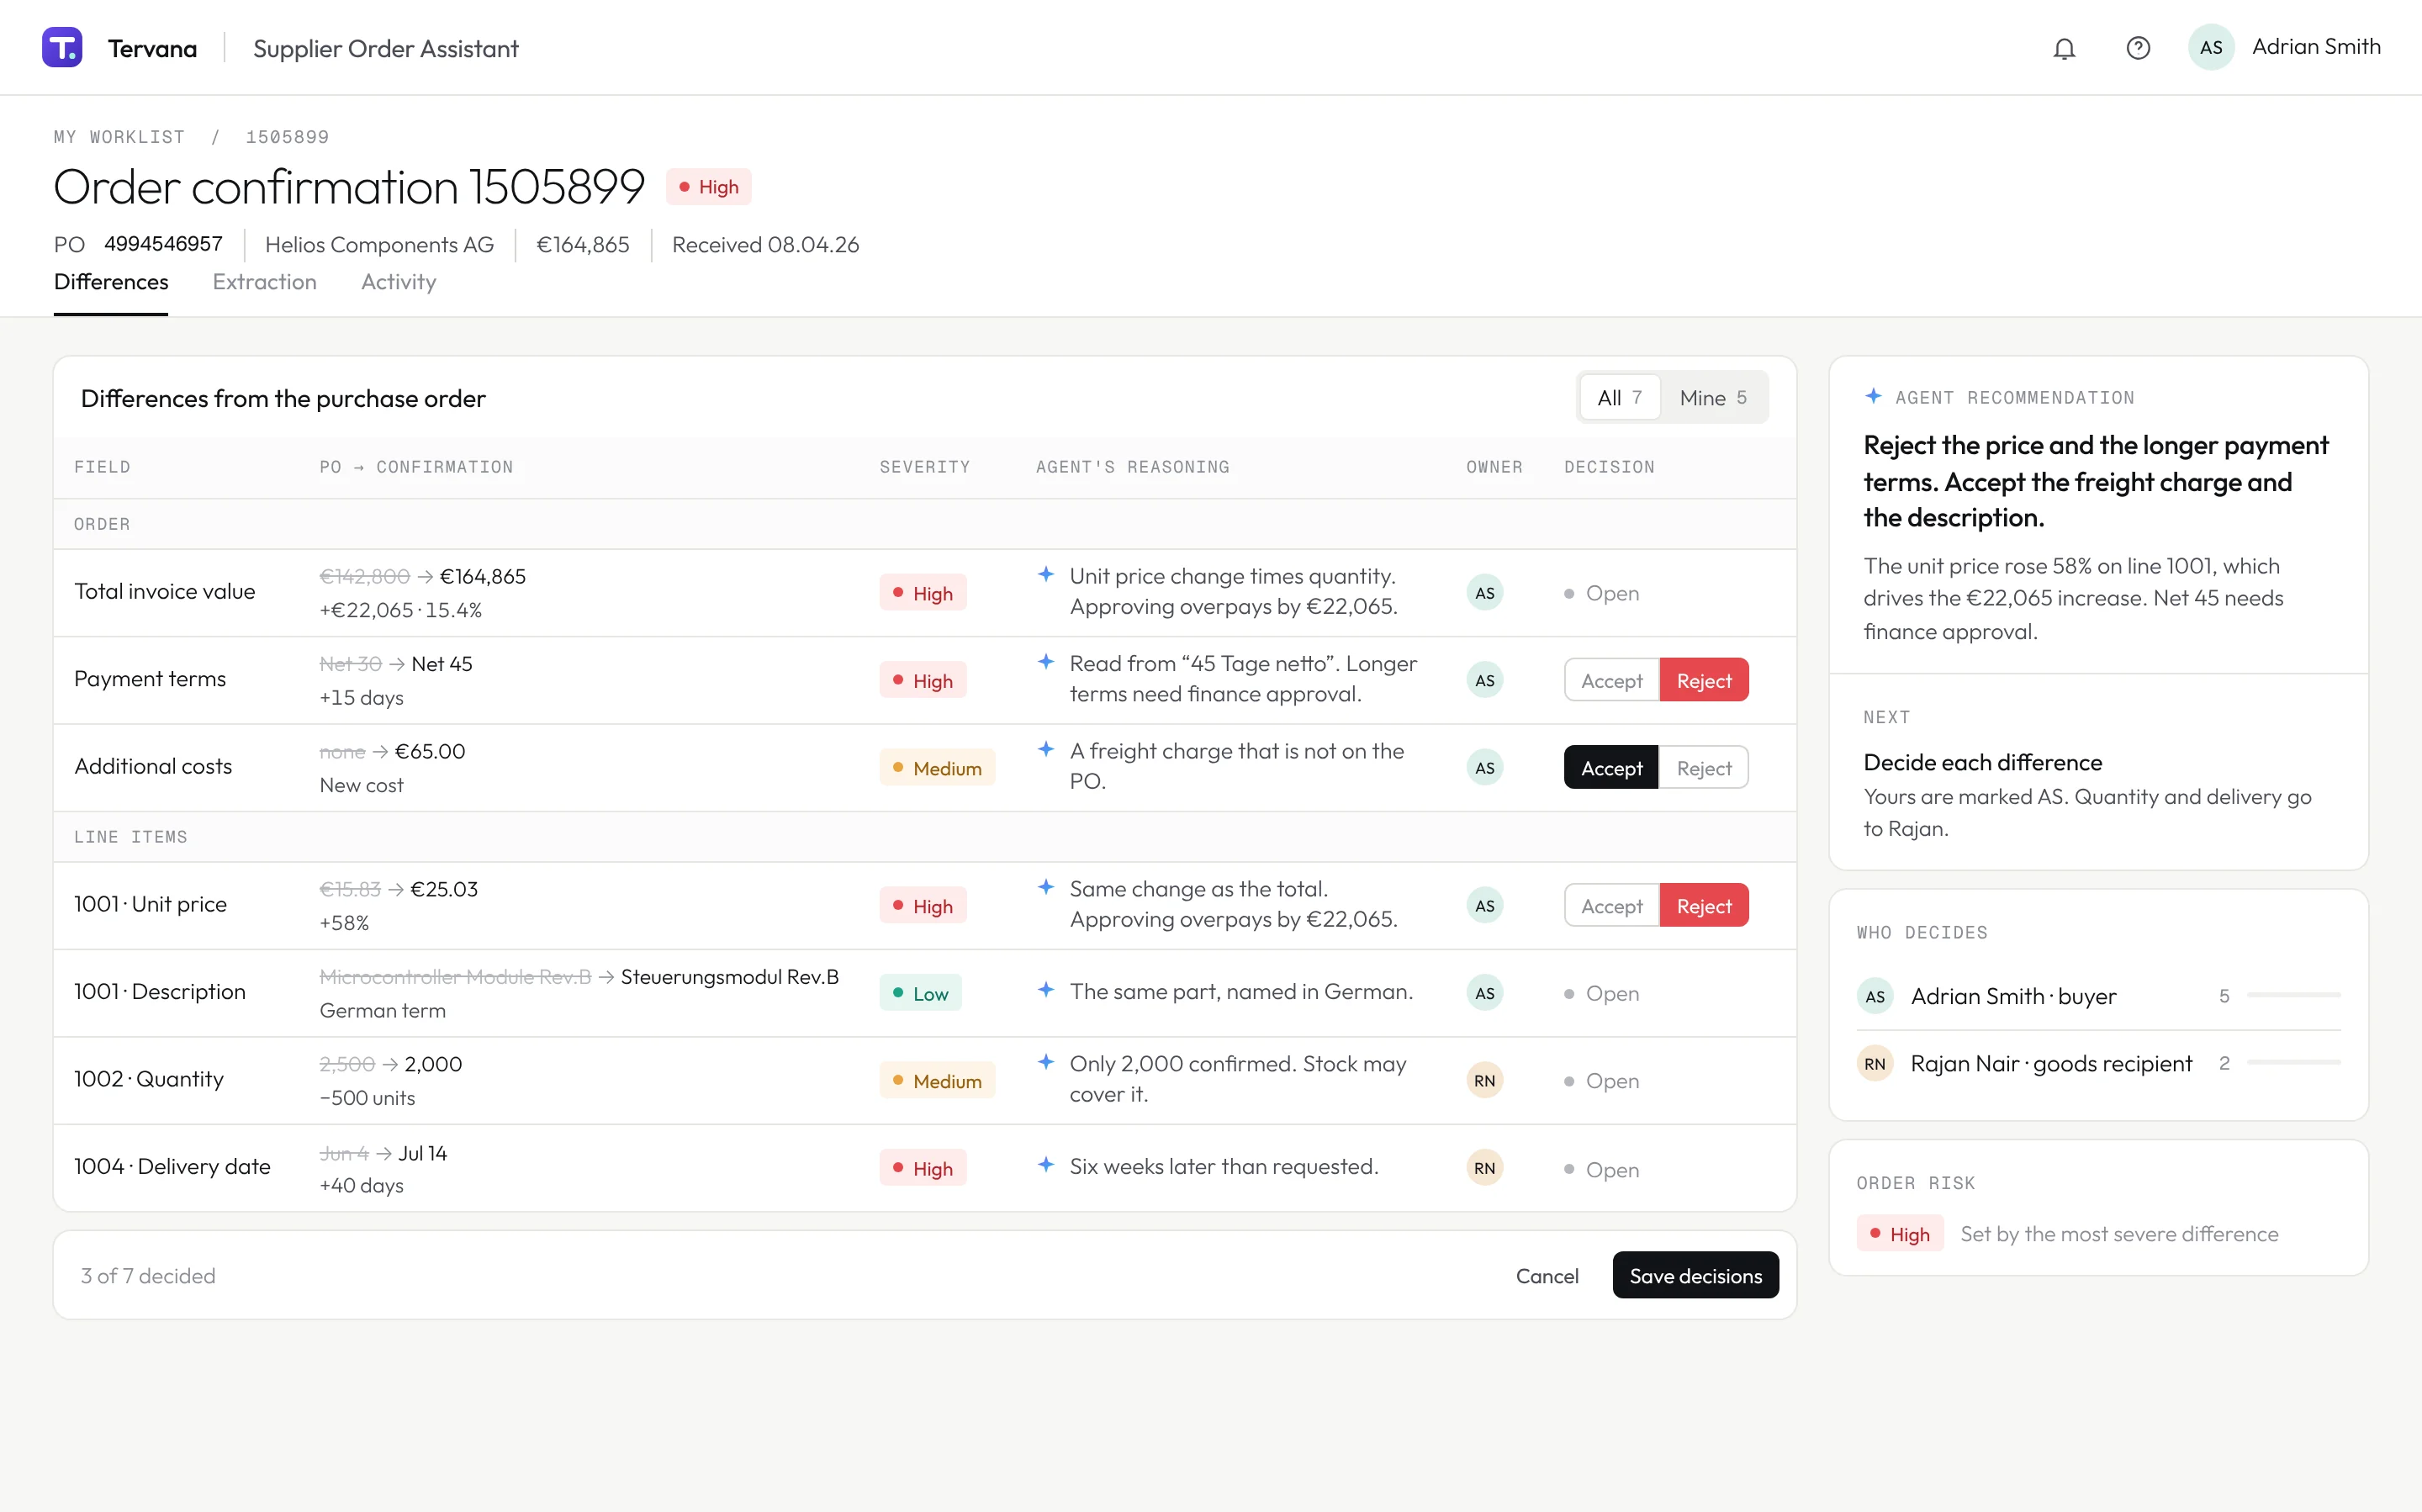 T.
Tervana
Supplier Order Assistant
AS
Adrian Smith
MY WORKLIST / 1505899
Order confirmation 1505899
High
PO 4994546957
Helios Components AG
€164,865
Received 08.04.26
Differences
Extraction
Activity
Differences from the purchase order
All 7
Mine 5
FIELD
PO → CONFIRMATION
SEVERITY
AGENT'S REASONING
OWNER
DECISION
ORDER
Total invoice value
€142,800 → €164,865
+€22,065 · 15.4%
High
Unit price change times quantity.
Approving overpays by €22,065.
AS
Open
Payment terms
Net 30 → Net 45
+15 days
High
Read from “45 Tage netto”. Longer
terms need finance approval.
AS
Accept
Reject
Additional costs
none → €65.00
New cost
Medium
A freight charge that is not on the
PO.
AS
Accept
Reject
LINE ITEMS
1001 · Unit price
€15.83 → €25.03
+58%
High
Same change as the total.
Approving overpays by €22,065.
AS
Accept
Reject
1001 · Description
Microcontroller Module Rev.B → Steuerungsmodul Rev.B
German term
Low
The same part, named in German.
AS
Open
1002 · Quantity
2,500 → 2,000
−500 units
Medium
Only 2,000 confirmed. Stock may
cover it.
RN
Open
1004 · Delivery date
Jun 4 → Jul 14
+40 days
High
Six weeks later than requested.
RN
Open
3 of 7 decided
Cancel
Save decisions
AGENT RECOMMENDATION
Reject the price and the longer payment
terms. Accept the freight charge and
the description.
The unit price rose 58% on line 1001, which
drives the €22,065 increase. Net 45 needs
finance approval.
NEXT
Decide each difference
Yours are marked AS. Quantity and delivery go
to Rajan.
WHO DECIDES
AS
Adrian Smith · buyer
5
RN
Rajan Nair · goods recipient
2
ORDER RISK
High
Set by the most severe difference